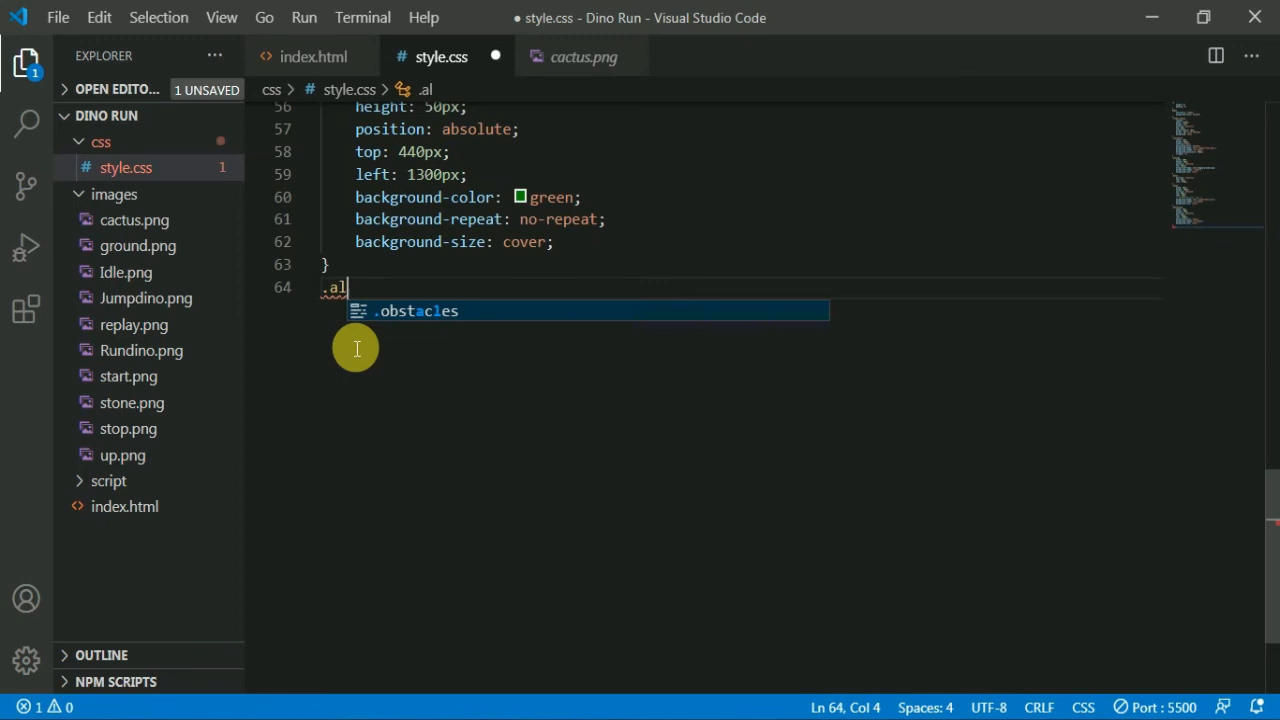 File Edit Selection View Go Run Terminal Help ● style.css - Dino Run - Visual Studio Code
EXPLORER ···
index.html
# style.css
cactus.png
OPEN EDITO... 1 UNSAVED
css > # style.css > .al
DINO RUN
css
# style.css 1
images
cactus.png
ground.png
Idle.png
Jumpdino.png
replay.png
Rundino.png
start.png
stone.png
stop.png
up.png
script
index.html
OUTLINE
NPM SCRIPTS
56 height: 50px;
57 position: absolute;
58 top: 440px;
59 left: 1300px;
60 background-color: green;
61 background-repeat: no-repeat;
62 background-size: cover;
63 }
64 .al
.obstacles
1 0 Ln 64, Col 4 Spaces: 4 UTF-8 CRLF CSS Port : 5500